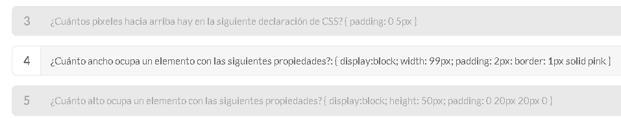 3 ¿Cuántos píxeles hacia arriba hay en la siguiente declaración de CSS? { padding: 0 5px }
4 ¿Cuánto ancho ocupa un elemento con las siguientes propiedades?: { display:block; width: 99px; padding: 2px: border: 1px solid pink }
5 ¿Cuánto alto ocupa un elemento con las siguientes propiedades? { display:block; height: 50px; padding: 0 20px 20px 0 }